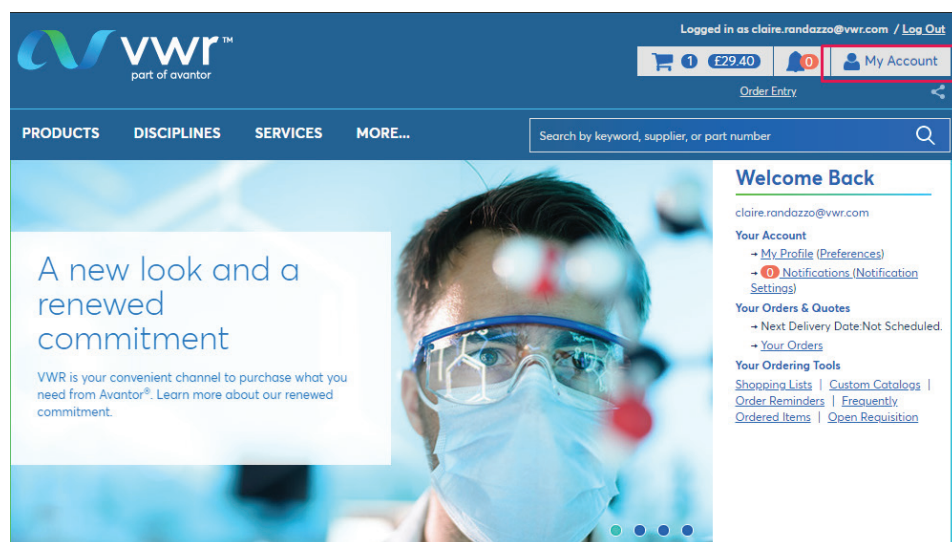 Logged in as claire.randazzo@vwr.com / Log Out
vwr™
part of avantor
1 £29.40 0 My Account
Order Entry
PRODUCTS DISCIPLINES SERVICES MORE...
Search by keyword, supplier, or part number
A new look and a
renewed
commitment
VWR is your convenient channel to purchase what you
need from Avantor®. Learn more about our renewed
commitment.
Welcome Back
claire.randazzo@vwr.com
Your Account
→ My Profile (Preferences)
→ 0 Notifications (Notification
Settings)
Your Orders & Quotes
→ Next Delivery Date:Not Scheduled.
→ Your Orders
Your Ordering Tools
Shopping Lists | Custom Catalogs |
Order Reminders | Frequently
Ordered Items | Open Requisition